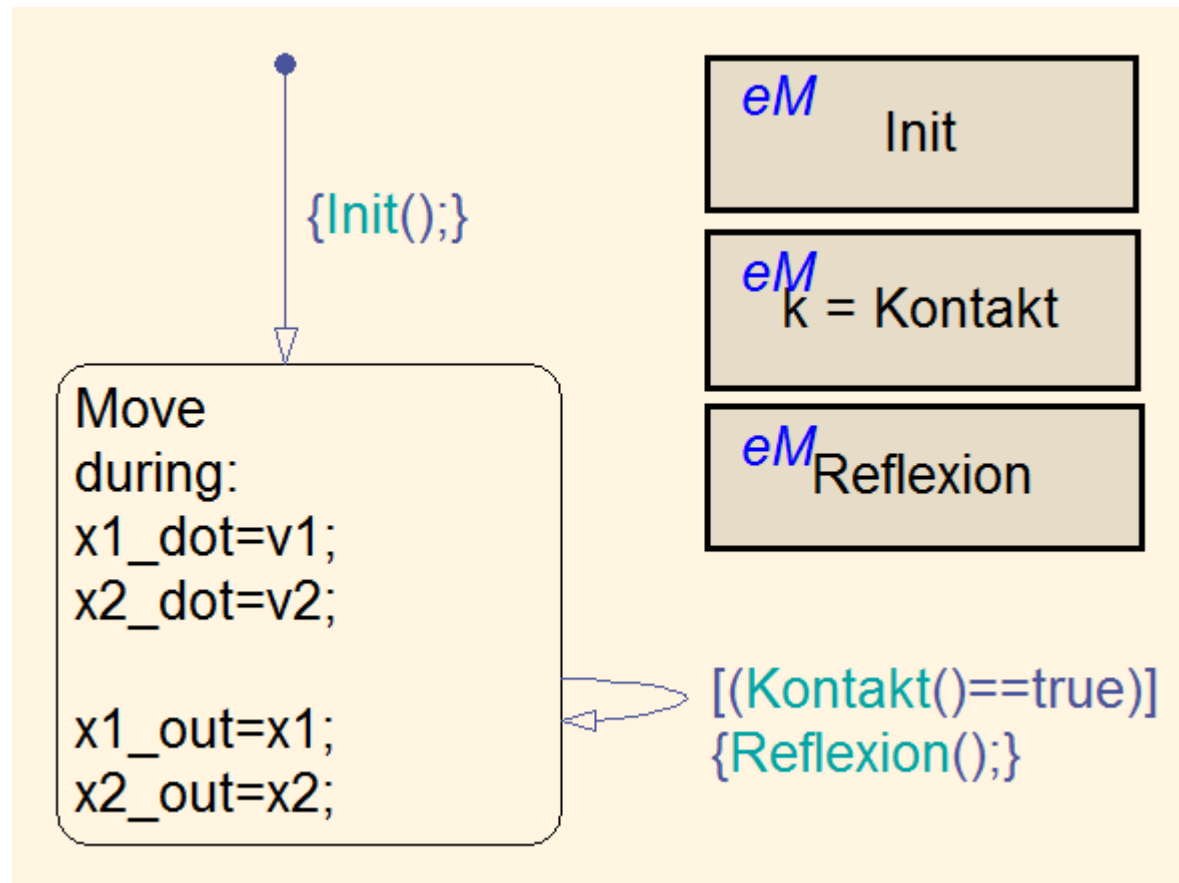 {Init();}
Move
during:
x1_dot=v1;
x2_dot=v2;
x1_out=x1;
x2_out=x2;
eM
Init
eM
k = Kontakt
eM
Reflexion
[(Kontakt()==true)]
{Reflexion();}